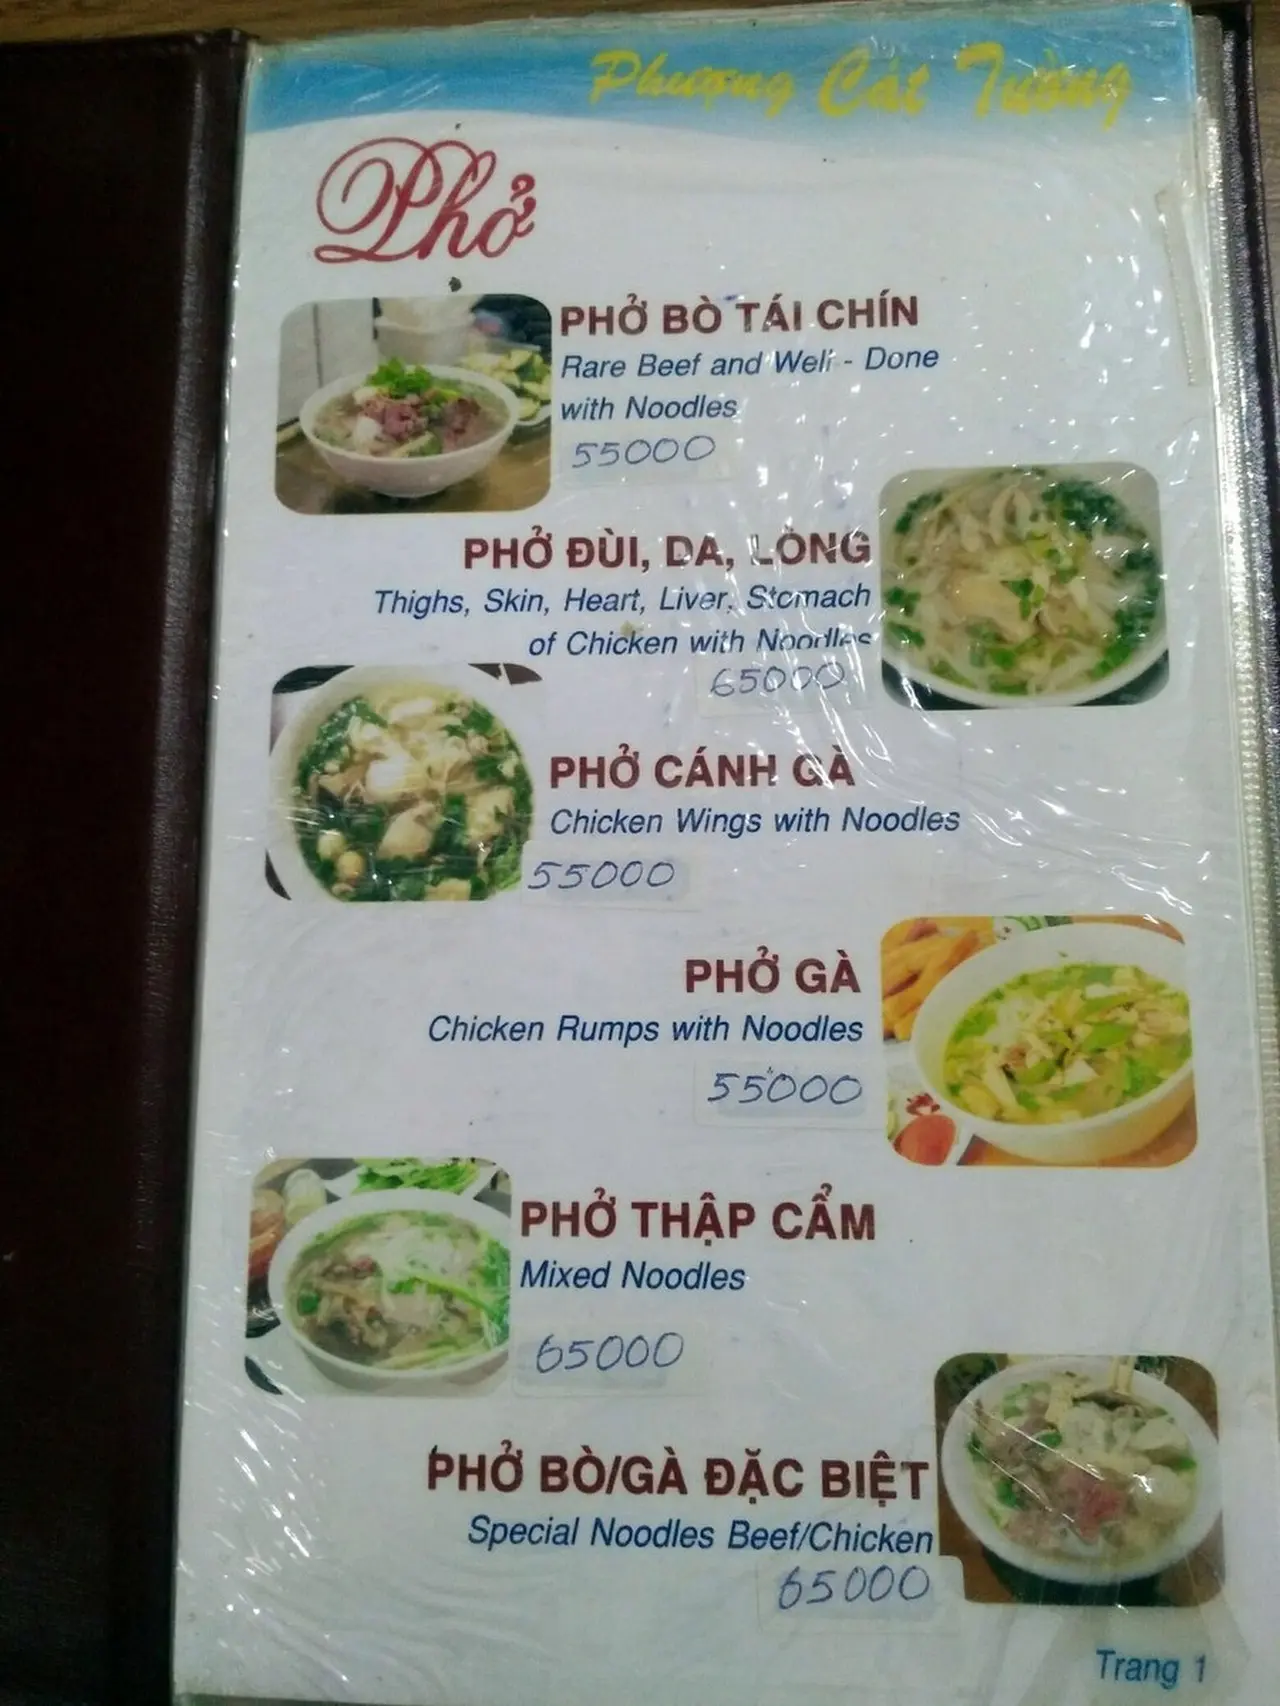 Phượng Cát Tường
Phở
PHỞ BÒ TÁI CHÍN
Rare Beef and Well - Done
with Noodles
55000
PHỞ ĐÙI, DA, LÒNG
Thighs, Skin, Heart, Liver, Stomach
of Chicken with Noodles
65000
PHỞ CÁNH GÀ
Chicken Wings with Noodles
55000
PHỞ GÀ
Chicken Rumps with Noodles
55000
PHỞ THẬP CẨM
Mixed Noodles
65000
PHỞ BÒ/GÀ ĐẶC BIỆT
Special Noodles Beef/Chicken
65000
Trang 1